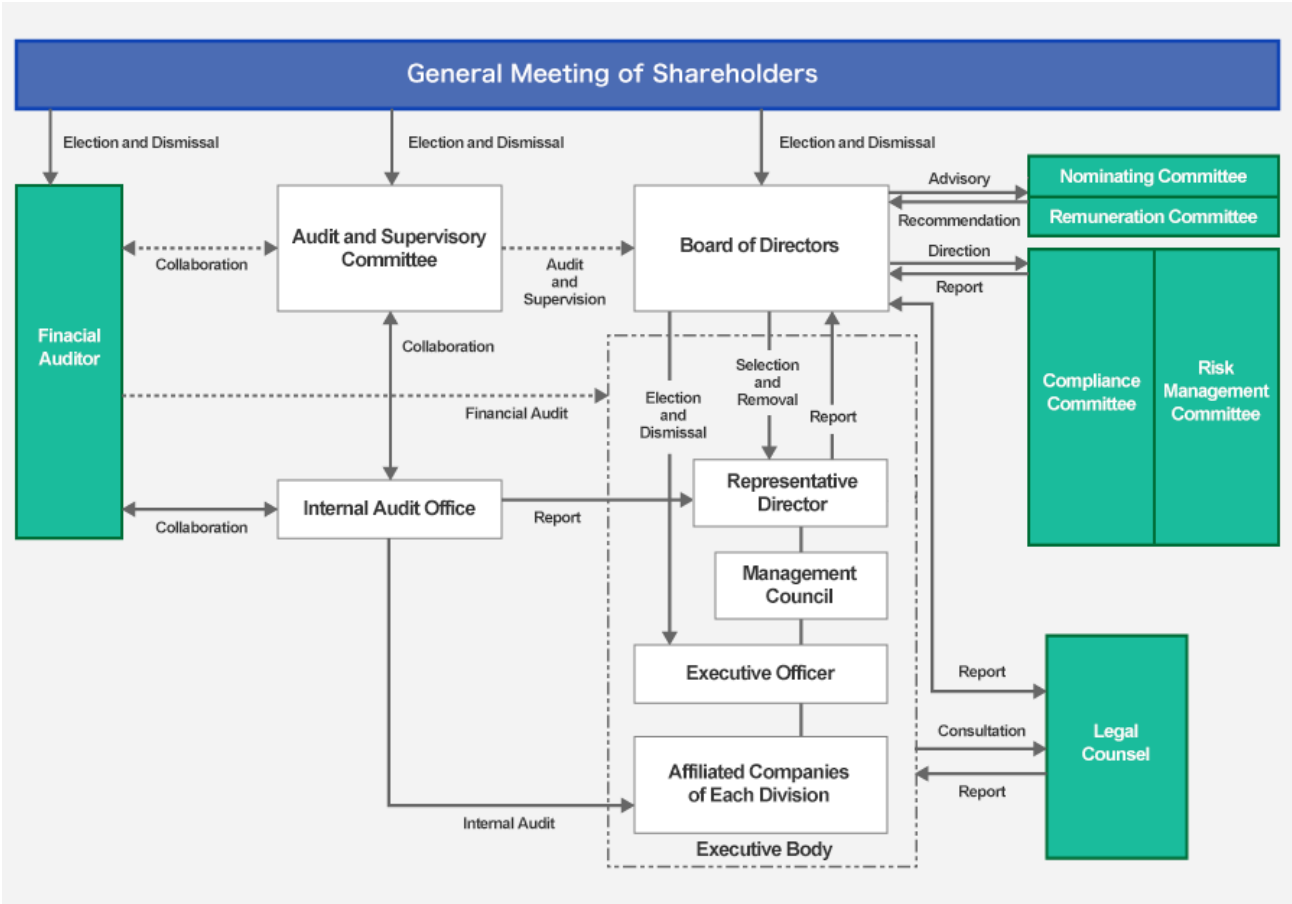 General Meeting of Shareholders
Election and Dismissal
Election and Dismissal
Election and Dismissal
Finacial
Auditor
Collaboration
Audit and Supervisory
Committee
Audit
and
Supervision
Board of Directors
Advisory
Recommendation
Nominating Committee
Remuneration Committee
Direction
Report
Compliance
Committee
Risk
Management
Committee
Collaboration
Financial Audit
Election
and
Dismissal
Selection
and
Removal
Report
Collaboration
Internal Audit Office
Report
Representative
Director
Management
Council
Executive Officer
Affiliated Companies
of Each Division
Internal Audit
Executive Body
Report
Consultation
Report
Legal
Counsel